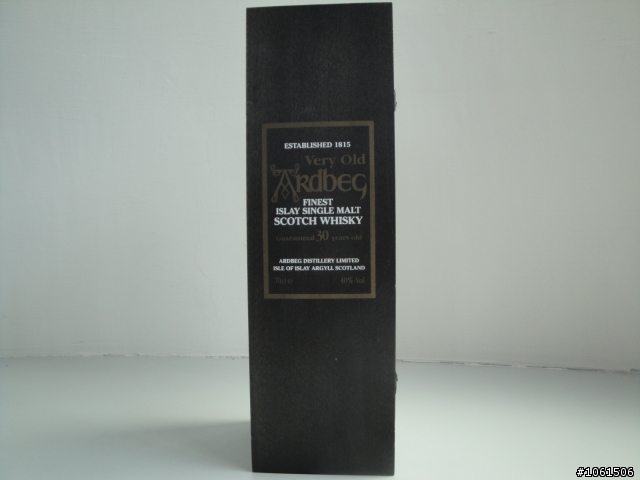 ESTABLISHED 1815
Very Old
Ardbeg
FINEST
ISLAY SINGLE MALT
SCOTCH WHISKY
Guaranteed 30 years old
ARDBEG DISTILLERY LIMITED
ISLE OF ISLAY ARGYLL SCOTLAND
#1061506